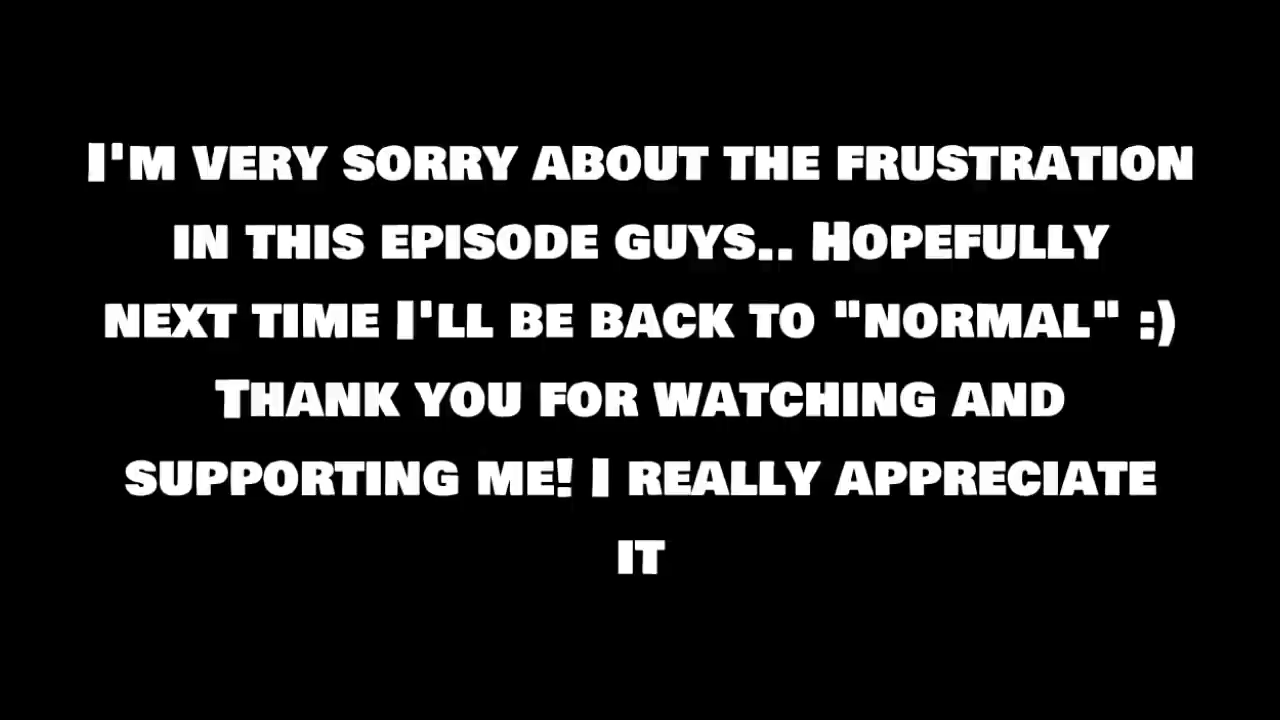 I'm very sorry about the frustration
in this episode guys.. Hopefully
next time I'll be back to "normal" :)
Thank you for watching and
supporting me! I really appreciate
it